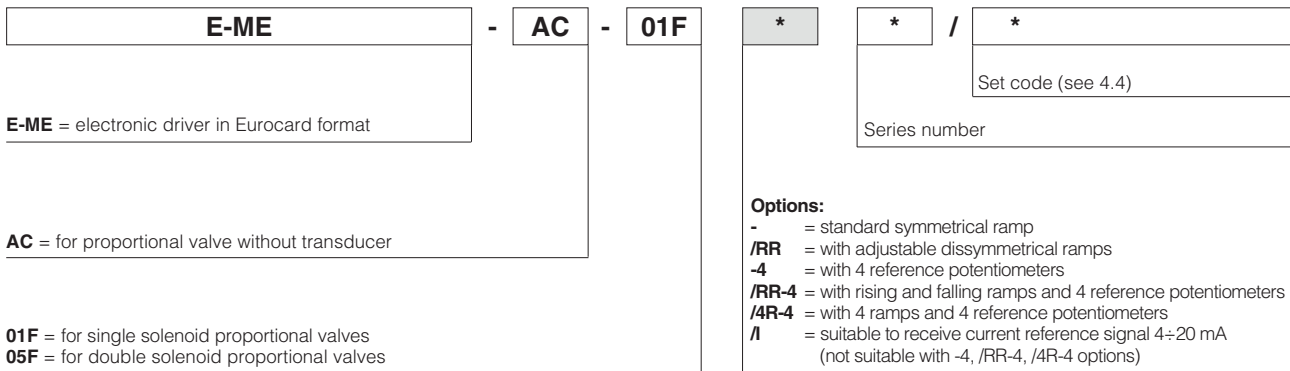 E-ME - AC - 01F * * / *
Set code (see 4.4)
E-ME = electronic driver in Eurocard format
Series number
AC = for proportional valve without transducer
01F = for single solenoid proportional valves
05F = for double solenoid proportional valves
Options:
- = standard symmetrical ramp
/RR = with adjustable dissymmetrical ramps
-4 = with 4 reference potentiometers
/RR-4 = with rising and falling ramps and 4 reference potentiometers
/4R-4 = with 4 ramps and 4 reference potentiometers
/I = suitable to receive current reference signal 4÷20 mA
(not suitable with -4, /RR-4, /4R-4 options)